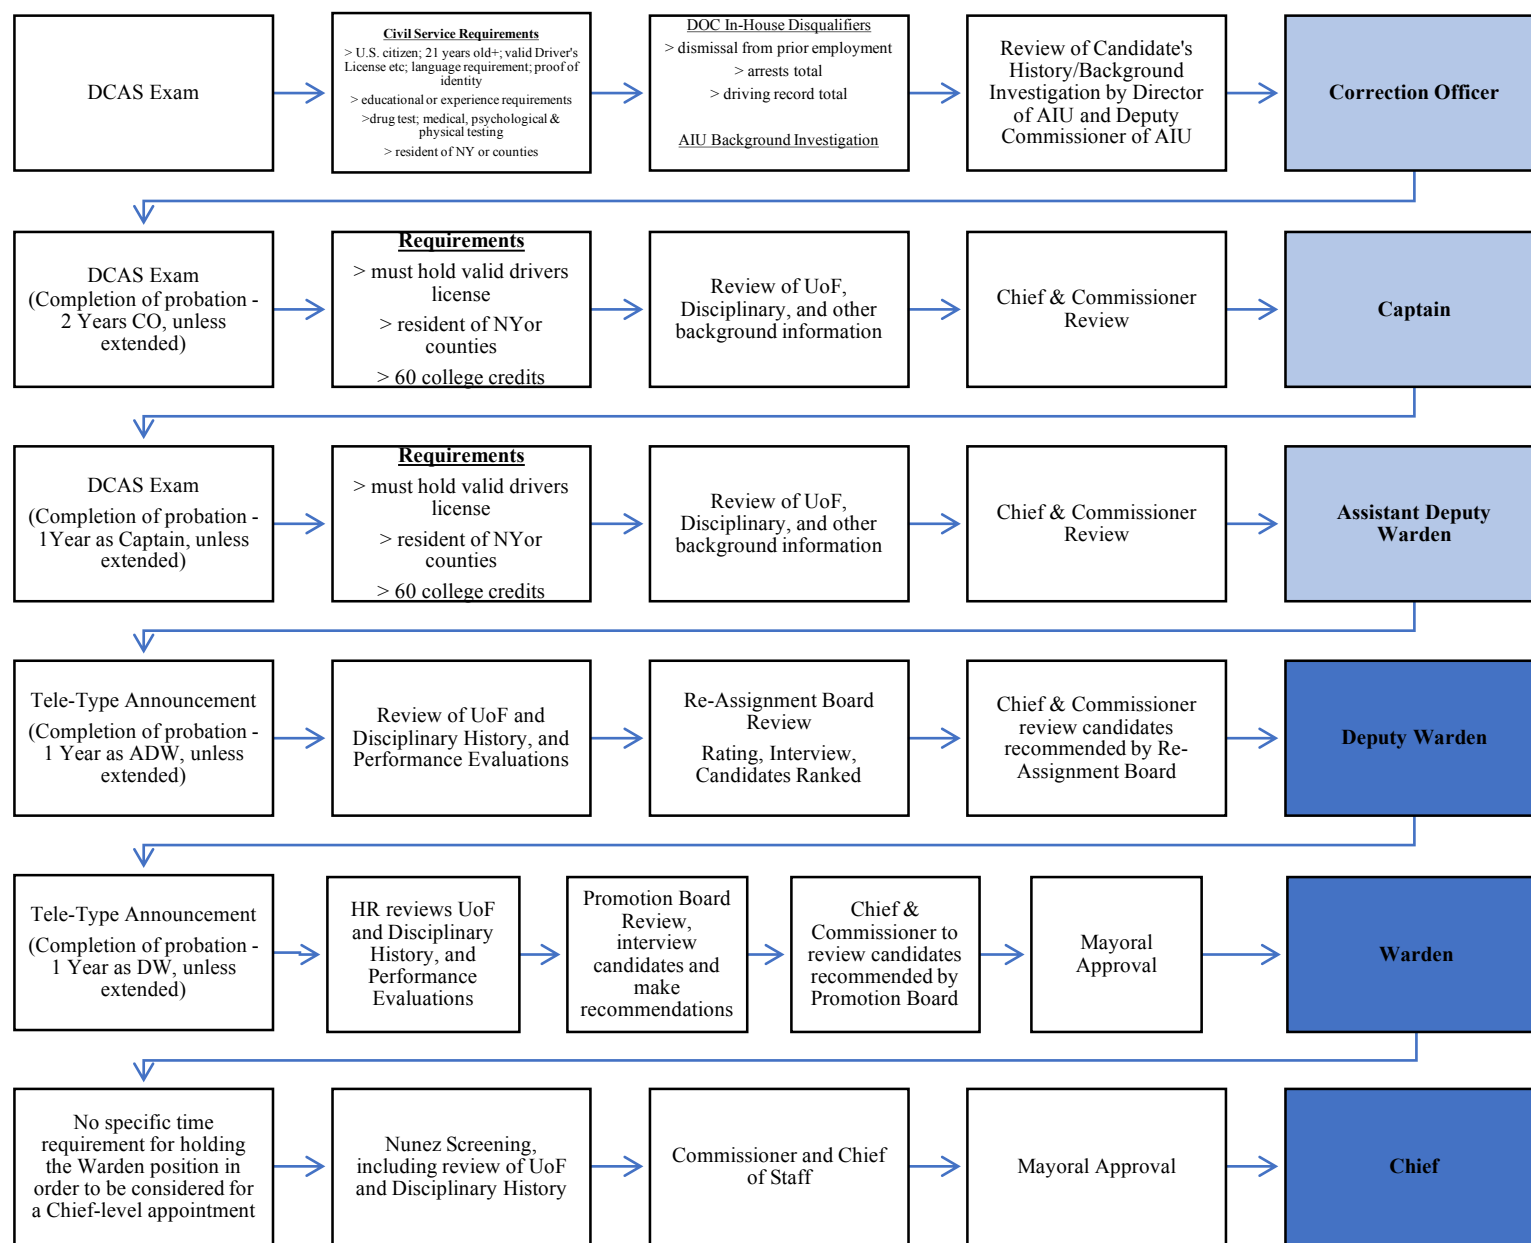 DCAS Exam
Civil Service Requirements
> U.S. citizen; 21 years old+; valid Driver's
License etc; language requirement; proof of
identity
> educational or experience requirements
>drug test; medical, psychological &
physical testing
> resident of NY or counties
DOC In-House Disqualifiers
> dismissal from prior employment
> arrests total
> driving record total
AIU Background Investigation
Review of Candidate's
History/Background
Investigation by Director
of AIU and Deputy
Commissioner of AIU
Correction Officer
DCAS Exam
(Completion of probation -
2 Years CO, unless
extended)
Requirements
> must hold valid drivers
license
> resident of NYor
counties
> 60 college credits
Review of UoF,
Disciplinary, and other
background information
Chief & Commissioner
Review
Captain
DCAS Exam
(Completion of probation -
1Year as Captain, unless
extended)
Requirements
> must hold valid drivers
license
> resident of NYor
counties
> 60 college credits
Review of UoF,
Disciplinary, and other
background information
Chief & Commissioner
Review
Assistant Deputy
Warden
Tele-Type Announcement
(Completion of probation -
1 Year as ADW, unless
extended)
Review of UoF and
Disciplinary History, and
Performance Evaluations
Re-Assignment Board
Review
Rating, Interview,
Candidates Ranked
Chief & Commissioner
review candidates
recommended by Re-
Assignment Board
Deputy Warden
Tele-Type Announcement
(Completion of probation -
1 Year as DW, unless
extended)
HR reviews UoF
and Disciplinary
History, and
Performance
Evaluations
Promotion Board
Review,
interview
candidates and
make
recommendations
Chief &
Commissioner to
review candidates
recommended by
Promotion Board
Mayoral
Approval
Warden
No specific time
requirement for holding
the Warden position in
order to be considered for
a Chief-level appointment
Nunez Screening,
including review of UoF
and Disciplinary History
Commissioner and Chief
of Staff
Mayoral Approval
Chief